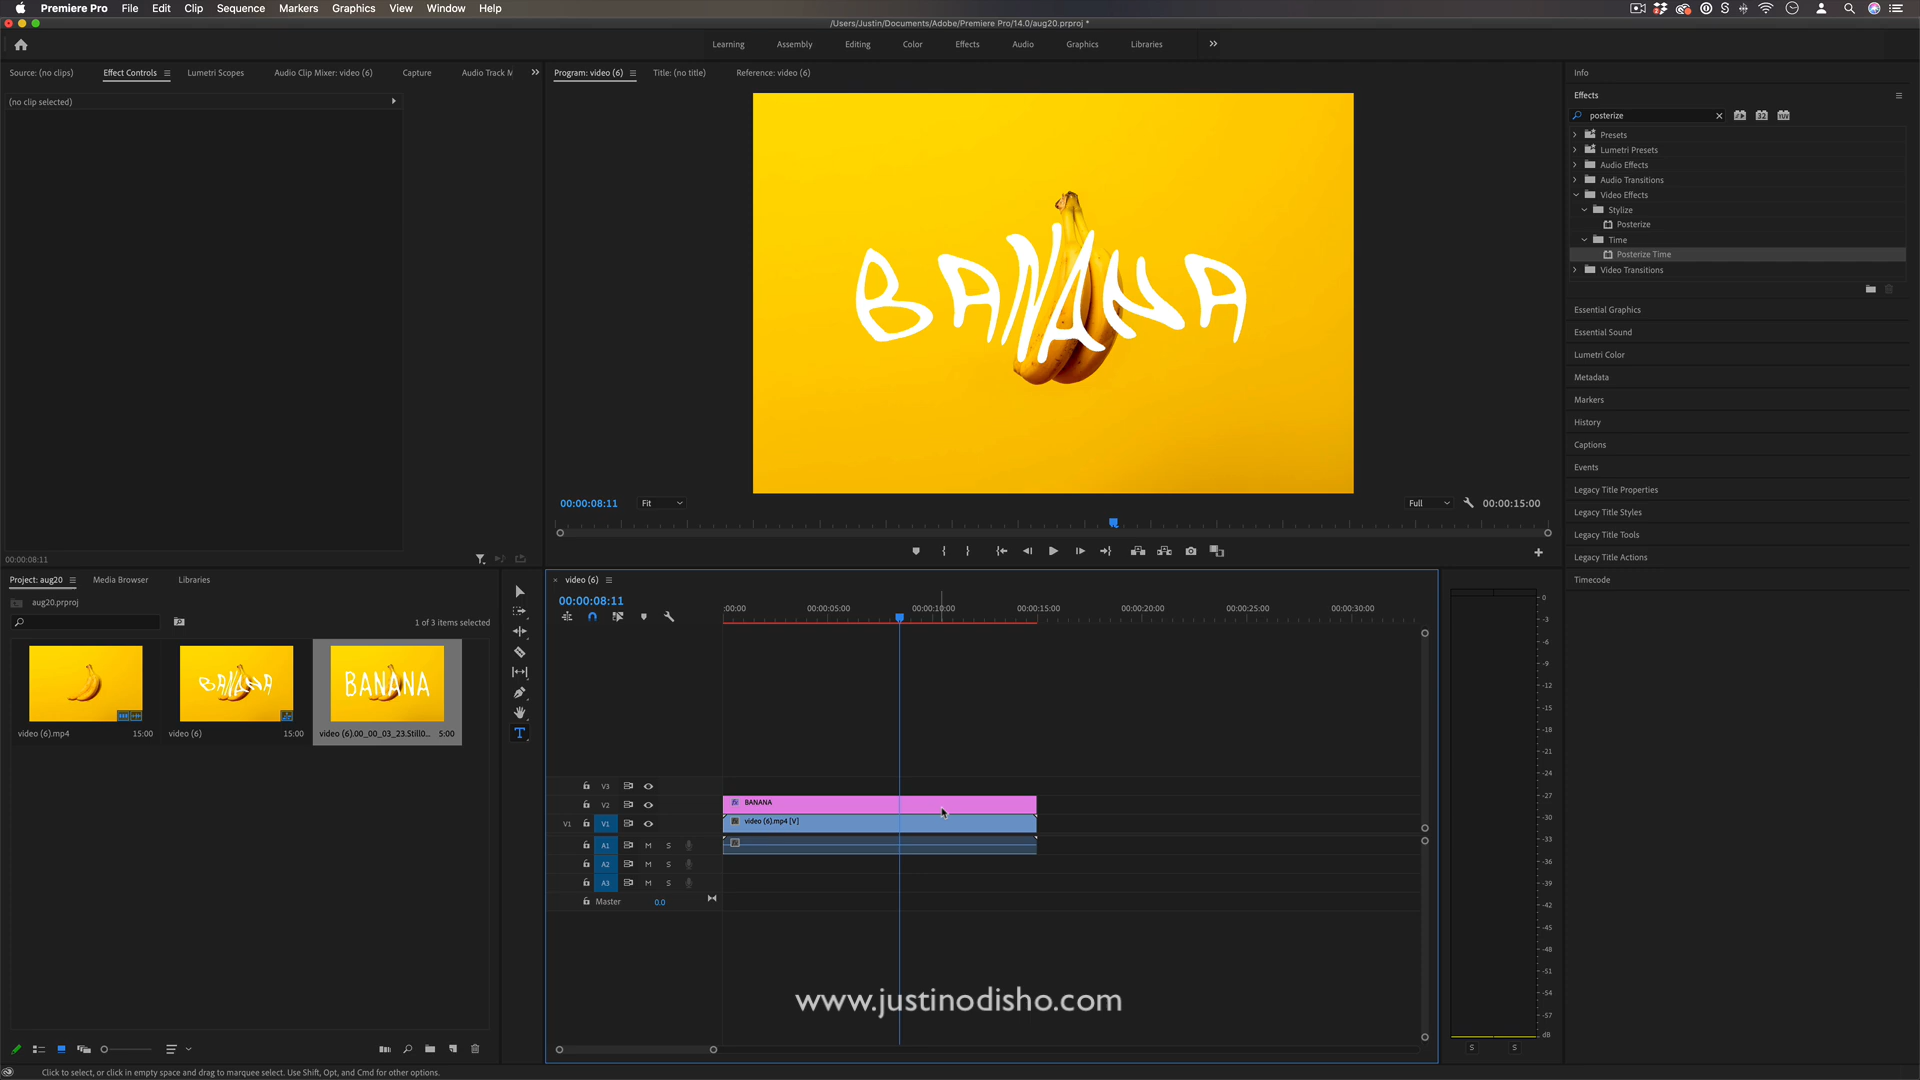 Premiere Pro File Edit Clip Sequence Markers Graphics View Window Help
/Users/Justin/Documents/Adobe/Premiere Pro/14.0/aug20.prproj *
Learning Assembly Editing Color Effects Audio Graphics Libraries
Source: (no clips) Effect Controls Lumetri Scopes Audio Clip Mixer: video (6) Capture Audio Track M
(no clip selected)
00:00:08:11
Program: video (6) Title: (no title) Reference: video (6)
BANANA
00:00:08:11 Fit Full 00:00:15:00
Info
Effects
posterize
Presets
Lumetri Presets
Audio Effects
Audio Transitions
Video Effects
Stylize
Posterize
Time
Posterize Time
Video Transitions
Essential Graphics
Essential Sound
Lumetri Color
Metadata
Markers
History
Captions
Events
Legacy Title Properties
Legacy Title Styles
Legacy Title Tools
Legacy Title Actions
Timecode
Project: aug20 Media Browser Libraries
aug20.prproj
1 of 3 items selected
BANANA
BANANA
video (6).mp4 15:00
video (6) 15:00
video (6).00_00_03_23.Still0... 5:00
video (6)
00:00:08:11
:00:00 00:00:05:00 00:00:10:00 00:00:15:00 00:00:20:00 00:00:25:00 00:00:30:00
V3
V2 BANANA
V1 V1 video (6).mp4 [V]
A1 M S
A2 M S
A3 M S
Master 0.0
0
-3
-6
-9
-12
-15
-18
-21
-24
-27
-30
-33
-36
-39
-42
-45
-48
-51
-54
-57
dB
S S
www.justinodisho.com
Click to select, or click in empty space and drag to marquee select. Use Shift, Opt, and Cmd for other options.